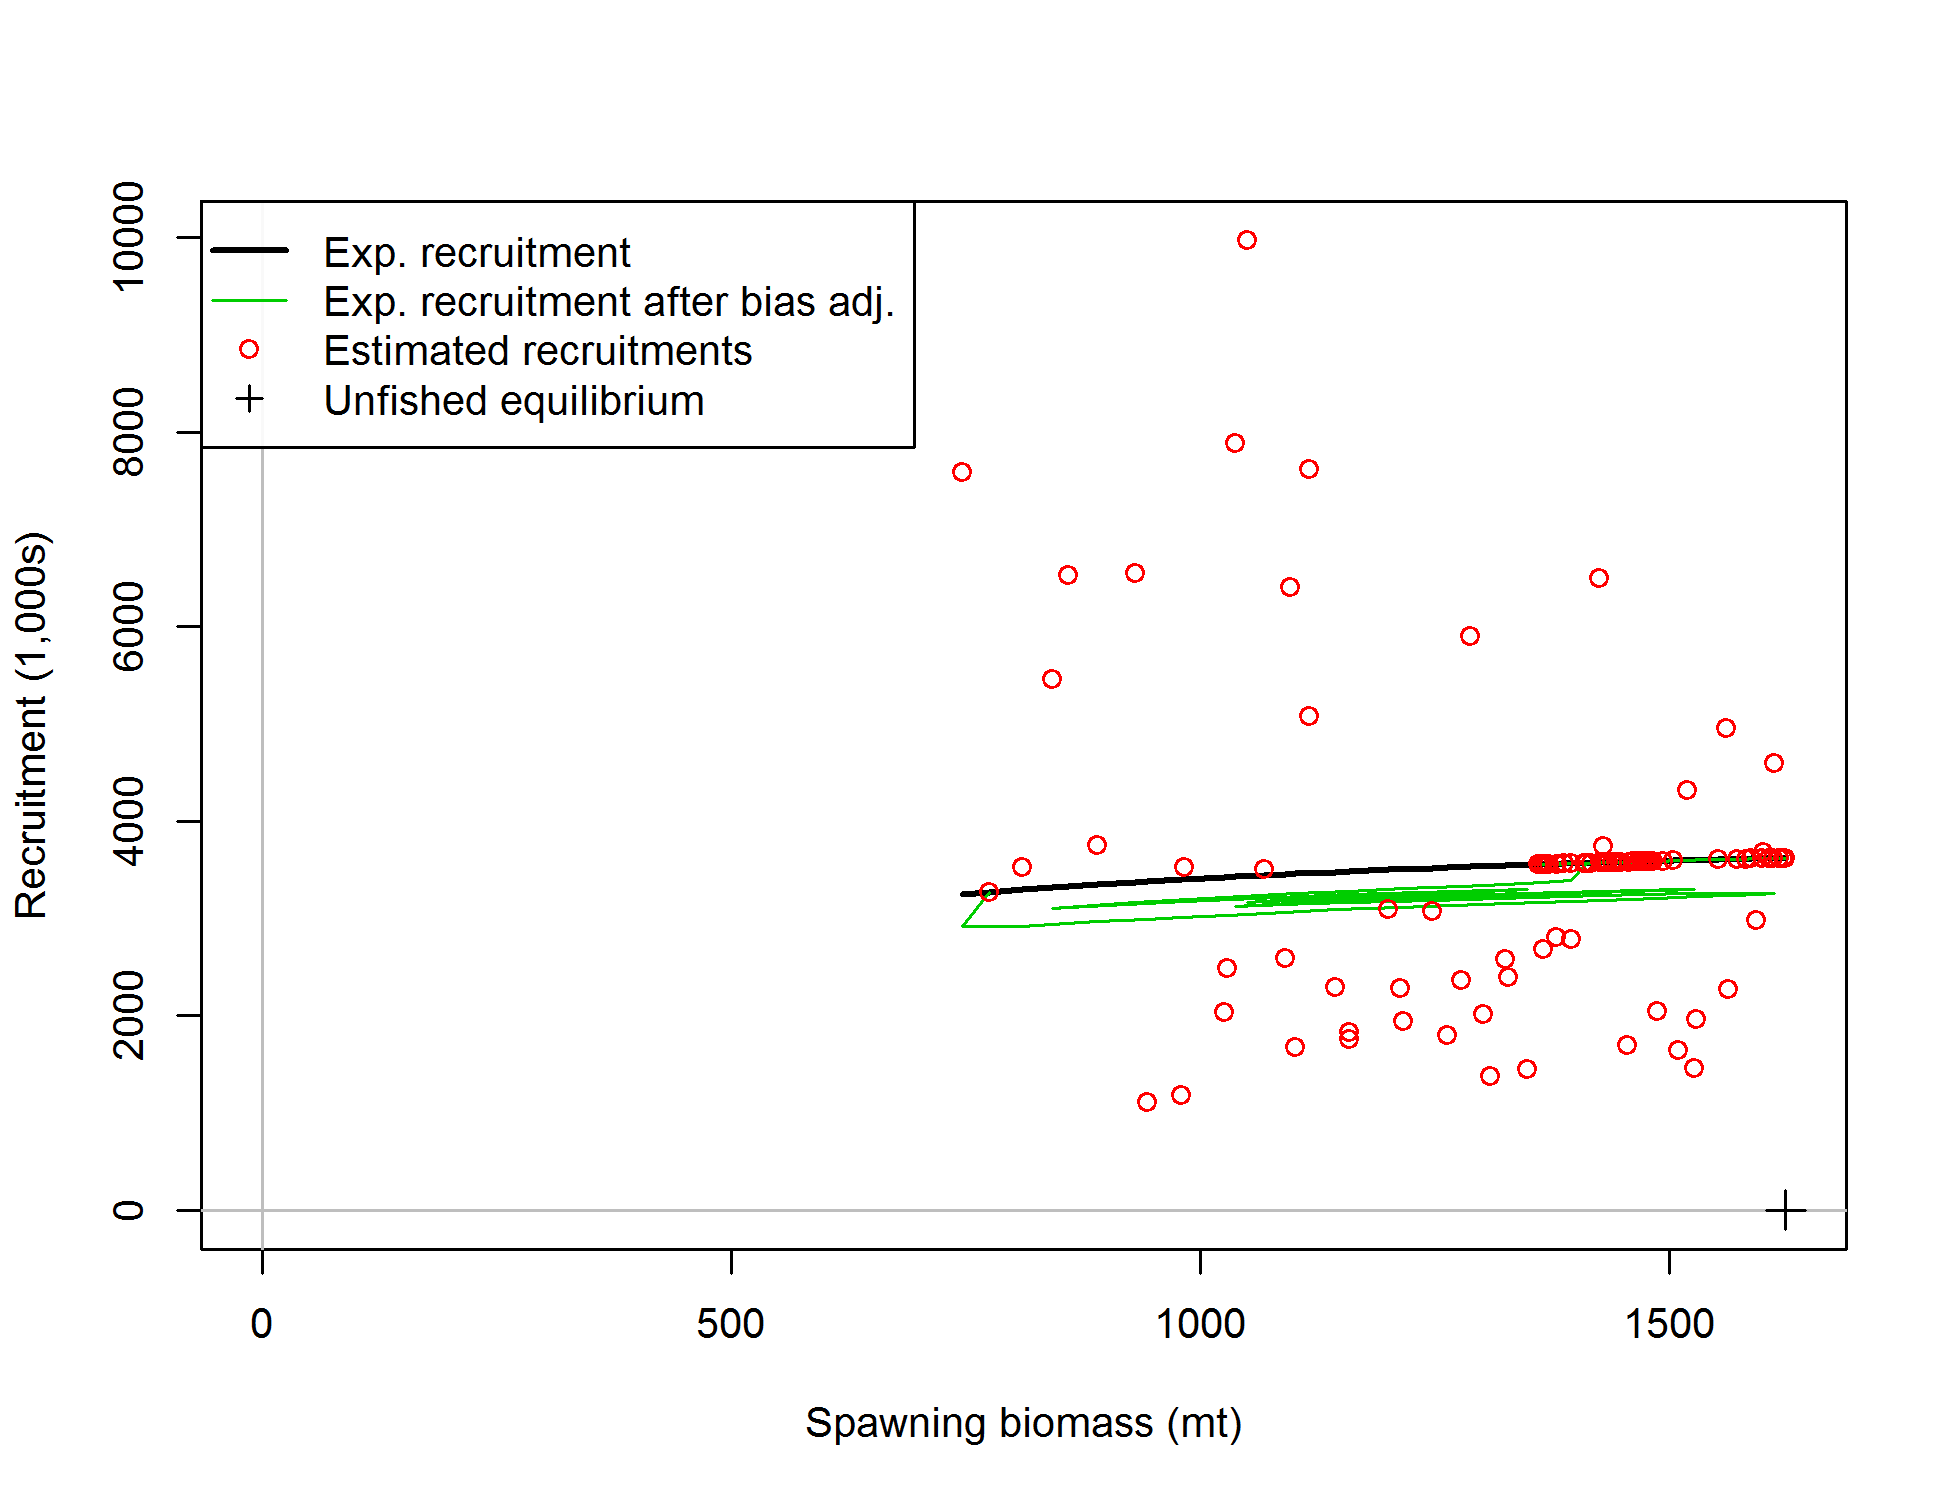 Exp. recruitment
Exp. recruitment after bias adj.
Estimated recruitments
Unfished equilibrium
10000
8000
6000
4000
2000
0
Recruitment (1,000s)
0 500 1000 1500
Spawning biomass (mt)